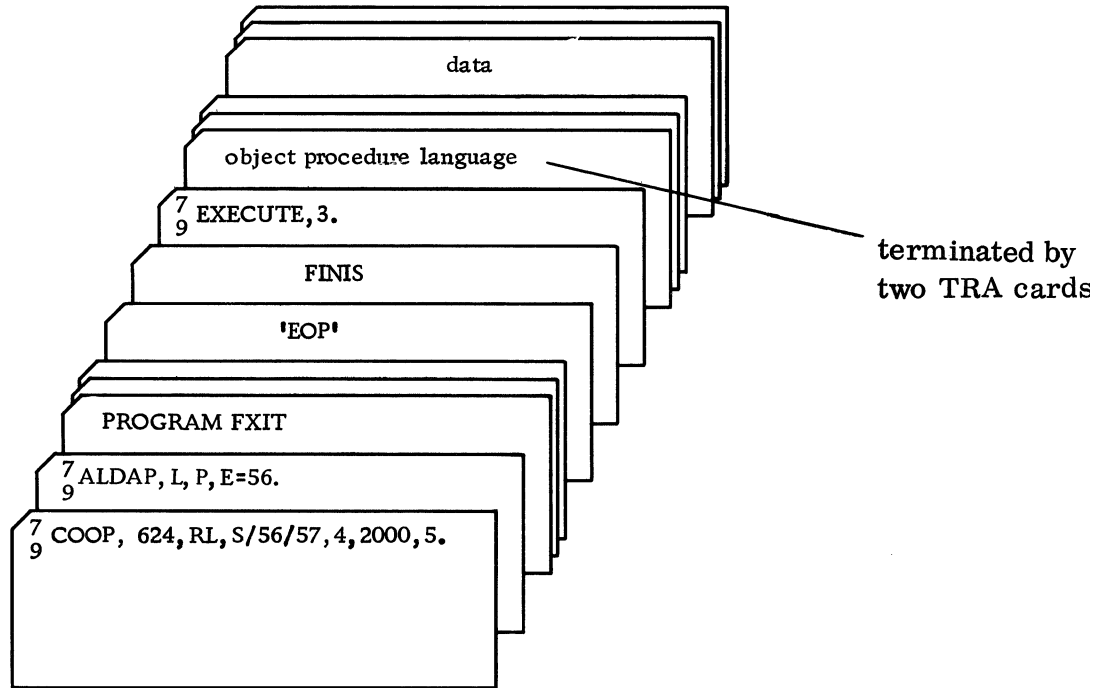 data
object procedure language
7
9 EXECUTE, 3.
terminated by
two TRA cards
FINIS
'EOP'
PROGRAM FXIT
7
9 ALDAP, L, P, E=56.
7
9 COOP, 624, RL, S/56/57, 4, 2000, 5.